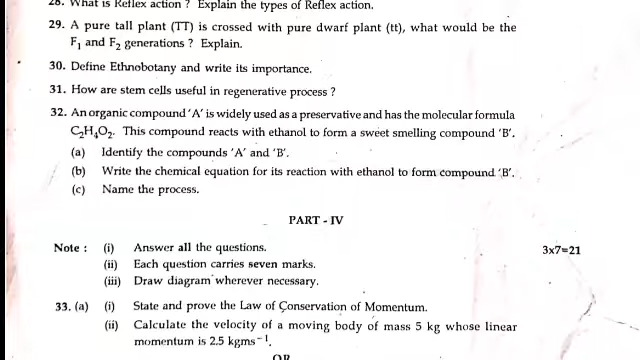 28. What is Reflex action ? Explain the types of Reflex action.
29. A pure tall plant (TT) is crossed with pure dwarf plant (tt), what would be the
F₁ and F₂ generations ? Explain.
30. Define Ethnobotany and write its importance.
31. How are stem cells useful in regenerative process ?
32. An organic compound 'A' is widely used as a preservative and has the molecular formula
C₂H₄O₂. This compound reacts with ethanol to form a sweet smelling compound 'B'.
(a) Identify the compounds 'A' and 'B'.
(b) Write the chemical equation for its reaction with ethanol to form compound 'B'.
(c) Name the process.
PART - IV
Note : (i) Answer all the questions. 3x7=21
(ii) Each question carries seven marks.
(iii) Draw diagram wherever necessary.
33. (a) (i) State and prove the Law of Conservation of Momentum.
(ii) Calculate the velocity of a moving body of mass 5 kg whose linear
momentum is 2.5 kgms⁻¹.
OR